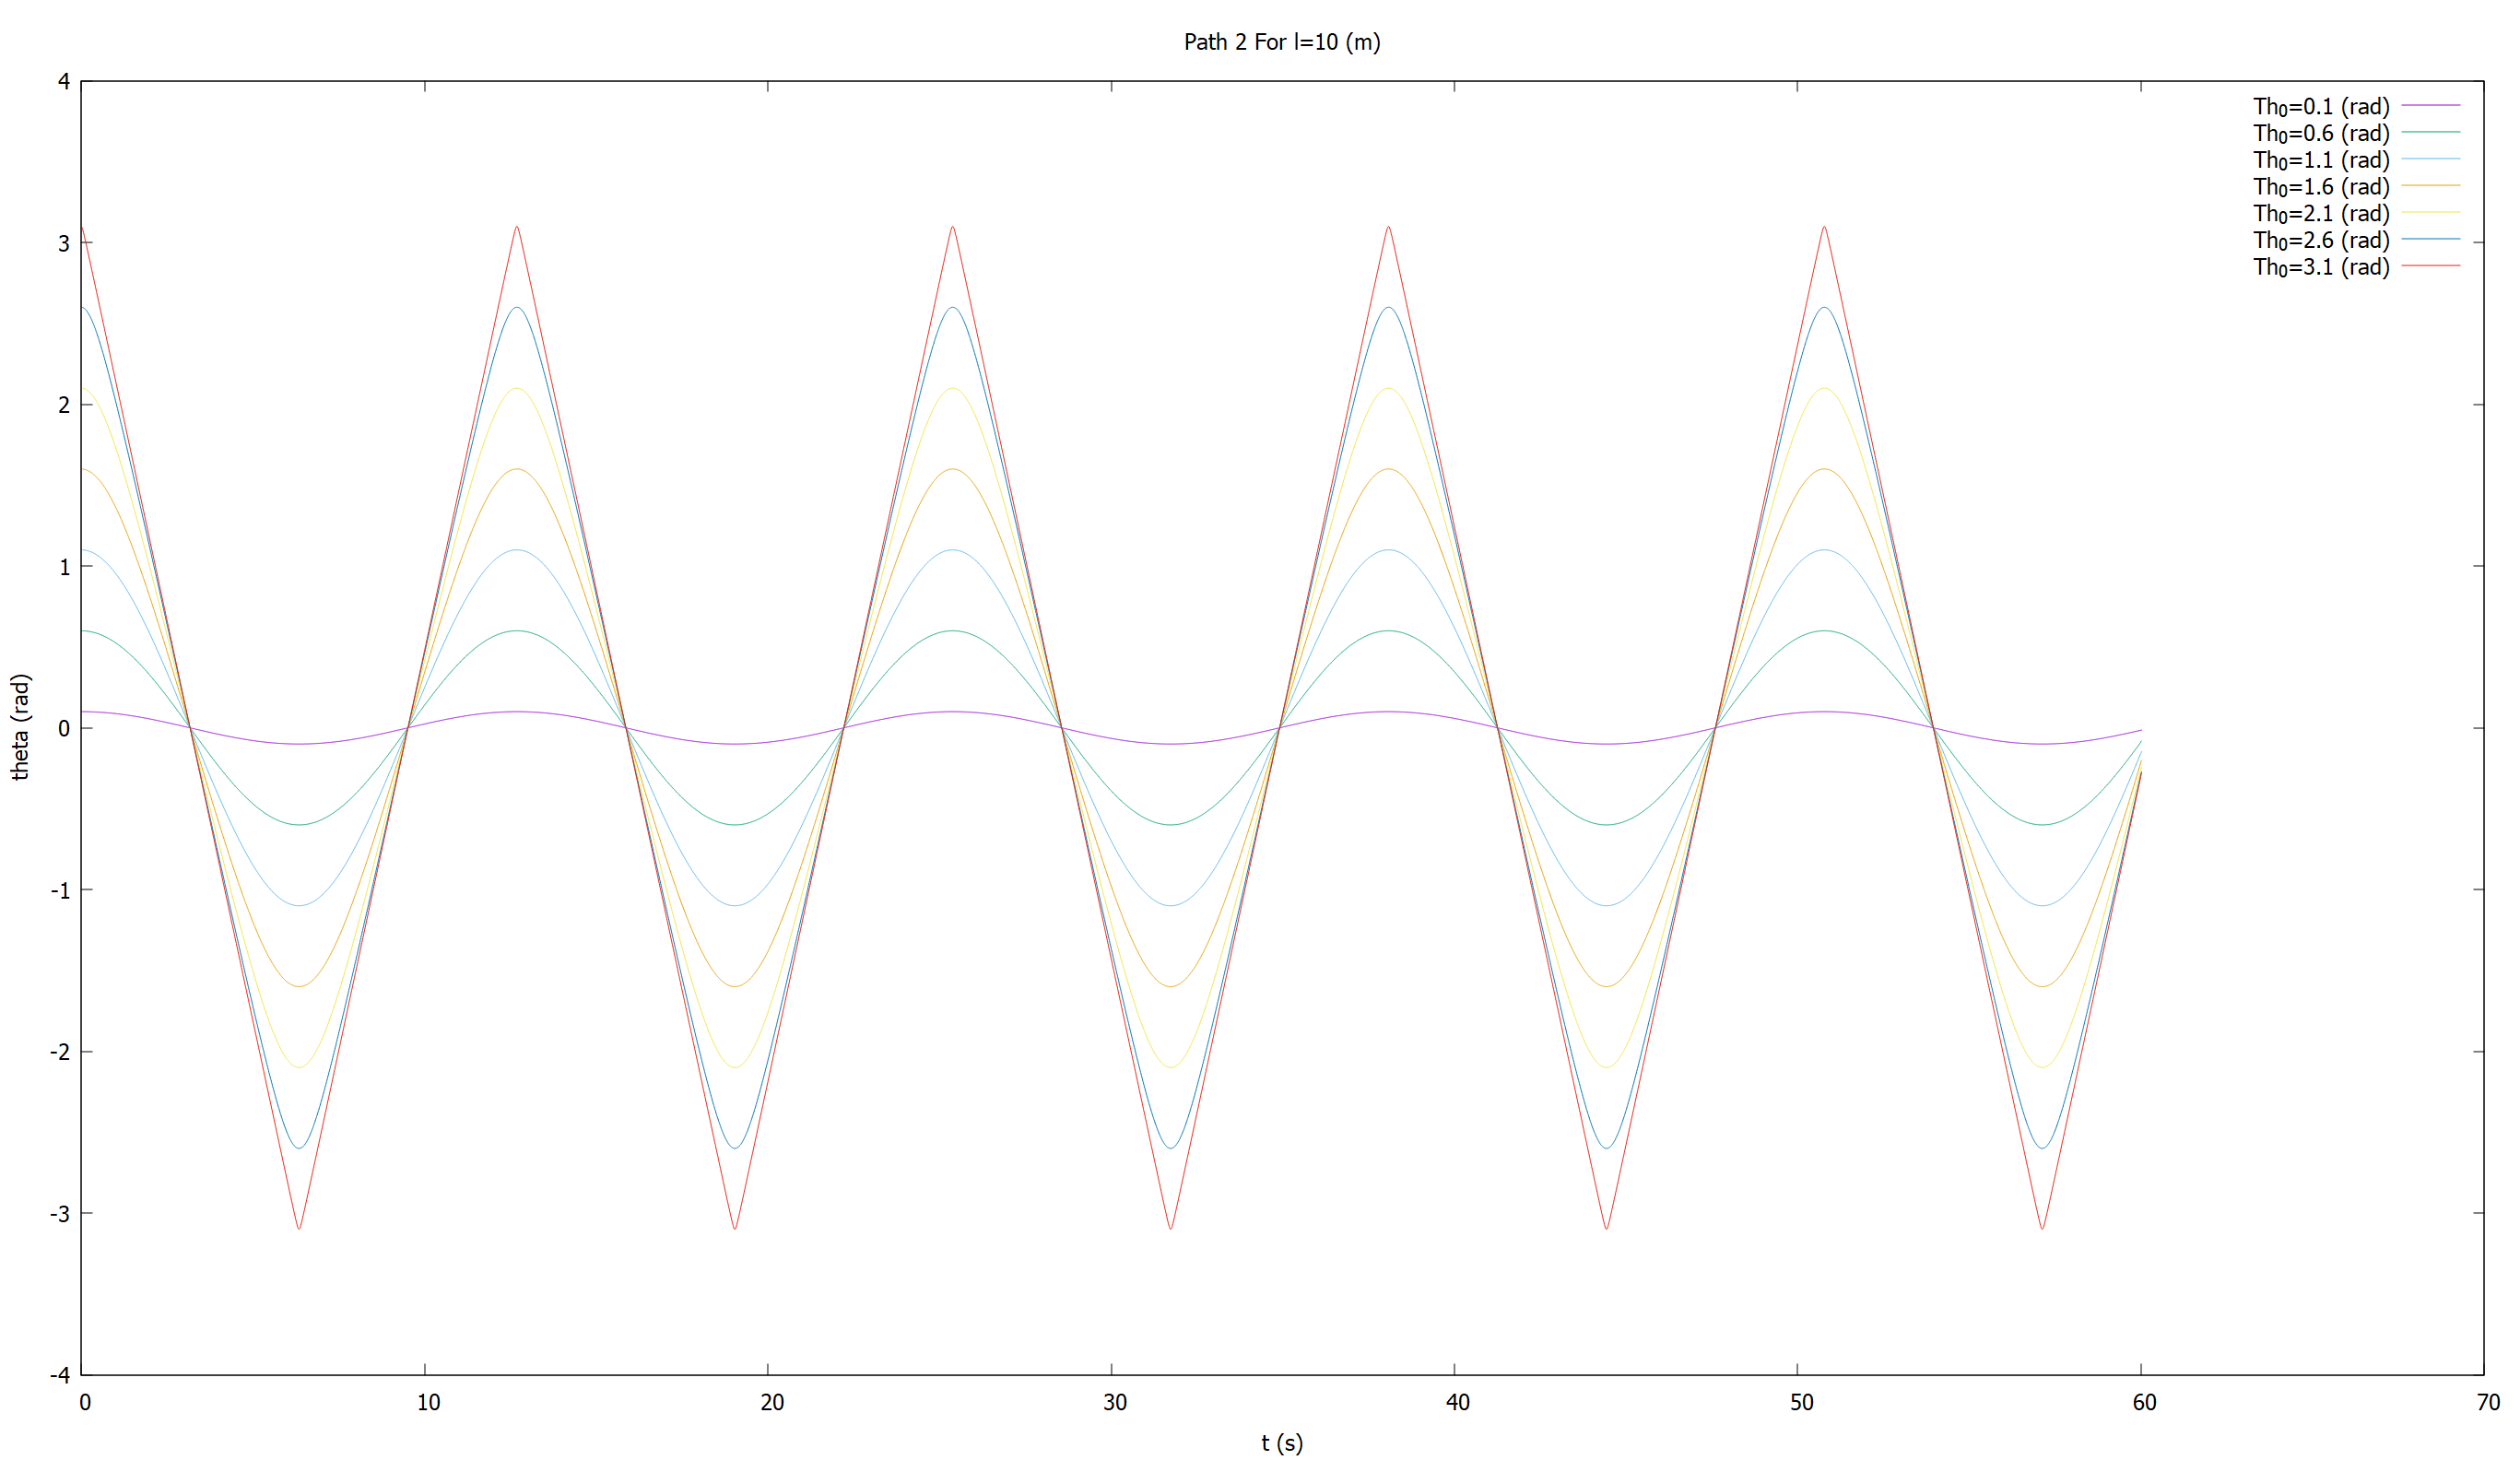 Path 2 For l=10 (m)
Th₀=0.1 (rad)
Th₀=0.6 (rad)
Th₀=1.1 (rad)
Th₀=1.6 (rad)
Th₀=2.1 (rad)
Th₀=2.6 (rad)
Th₀=3.1 (rad)
4
3
2
1
0
-1
-2
-3
-4
theta (rad)
0 10 20 30 40 50 60 70
t (s)